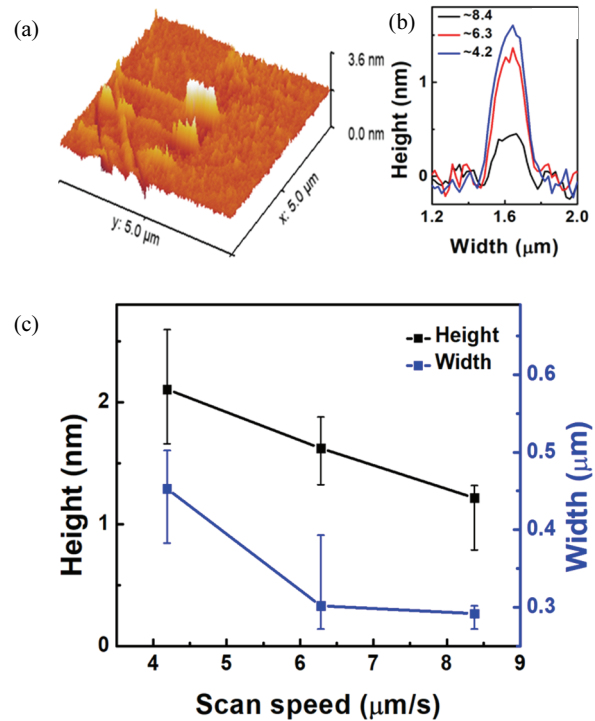 (a)
3.6 nm
0.0 nm
x: 5.0 µm
y: 5.0 µm
(b)
~8.4
~6.3
~4.2
Height (nm)
1
0
1.2 1.6 2.0
Width (µm)
(c)
Height
Width
Height (nm)
2
1
0
0.6
0.5
0.4
0.3
Width (µm)
4 5 6 7 8 9
Scan speed (µm/s)